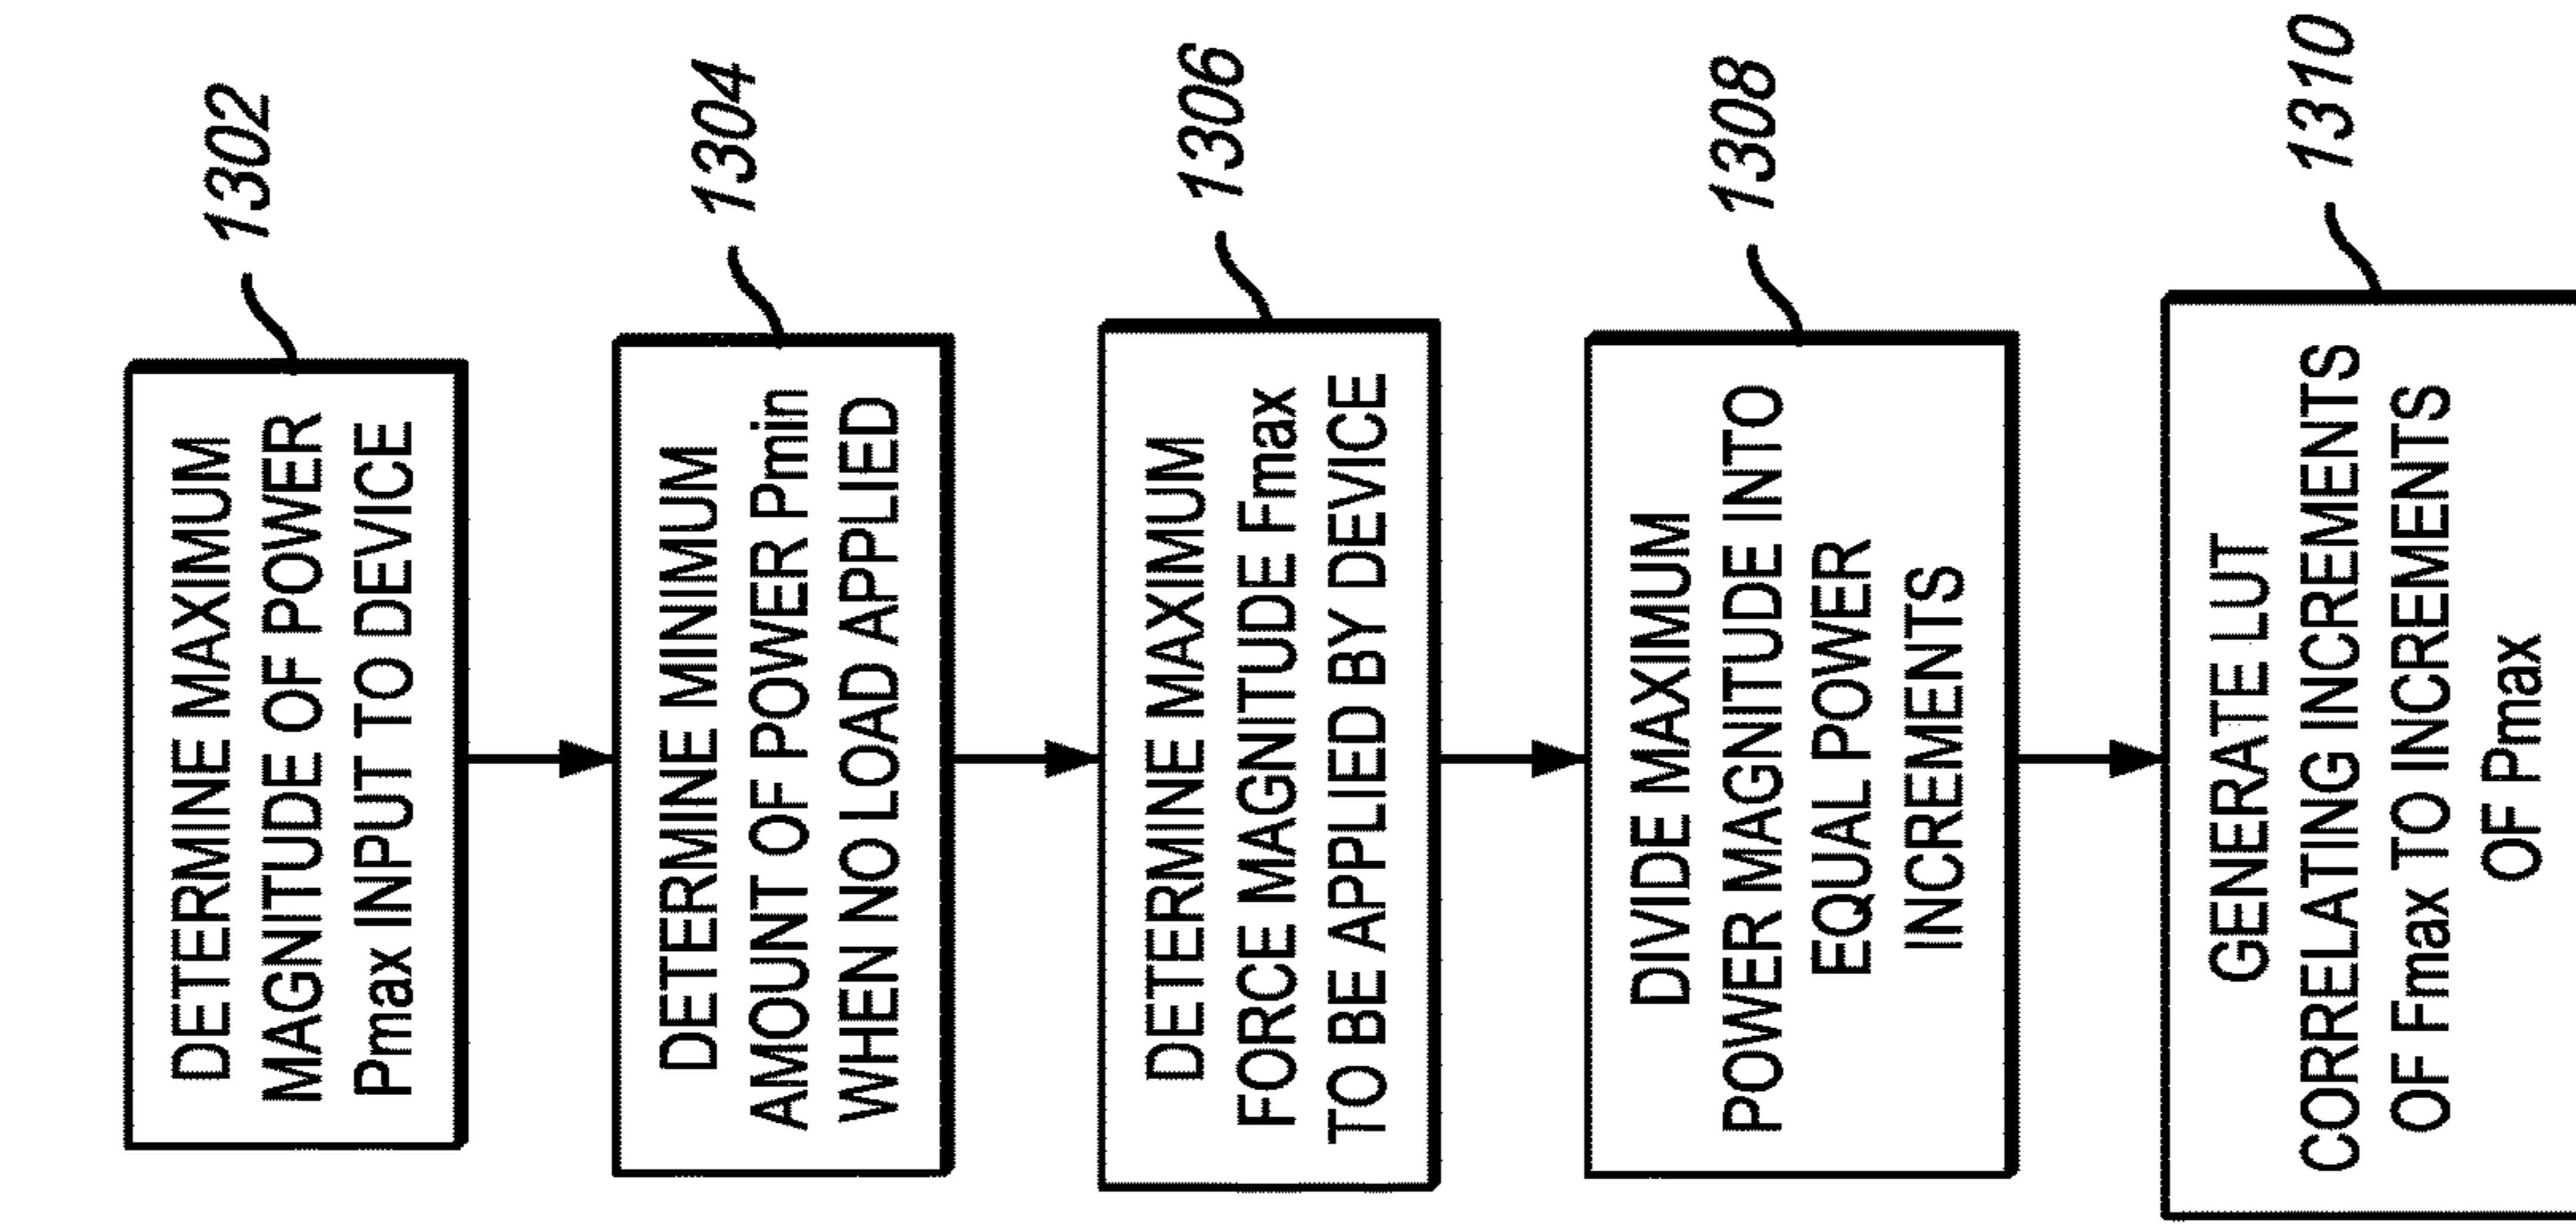 1302
DETERMINE MAXIMUM
MAGNITUDE OF POWER
Pmax INPUT TO DEVICE
1304
DETERMINE MINIMUM
AMOUNT OF POWER Pmin
WHEN NO LOAD APPLIED
1306
DETERMINE MAXIMUM
FORCE MAGNITUDE Fmax
TO BE APPLIED BY DEVICE
1308
DIVIDE MAXIMUM
POWER MAGNITUDE INTO
EQUAL POWER
INCREMENTS
1310
GENERATE LUT
CORRELATING INCREMENTS
OF Fmax TO INCREMENTS
OF Pmax